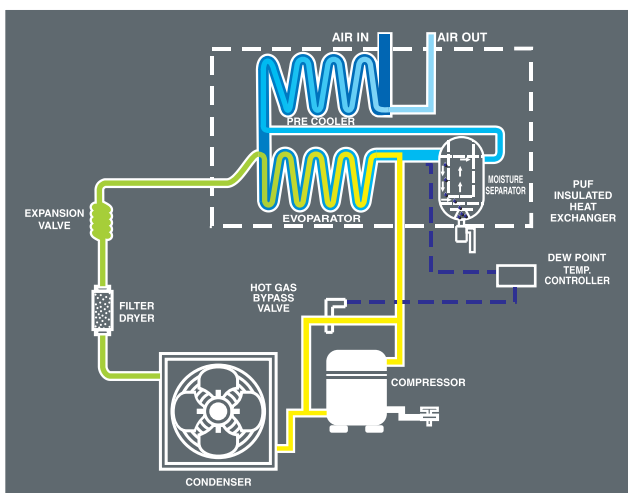 AIR IN
AIR OUT
PRE COOLER
EVOPARATOR
MOISTURE
SEPARATOR
PUF
INSULATED
HEAT
EXCHANGER
EXPANSION
VALVE
DEW POINT
TEMP.
CONTROLLER
HOT GAS
BYPASS
VALVE
FILTER
DRYER
COMPRESSOR
CONDENSER